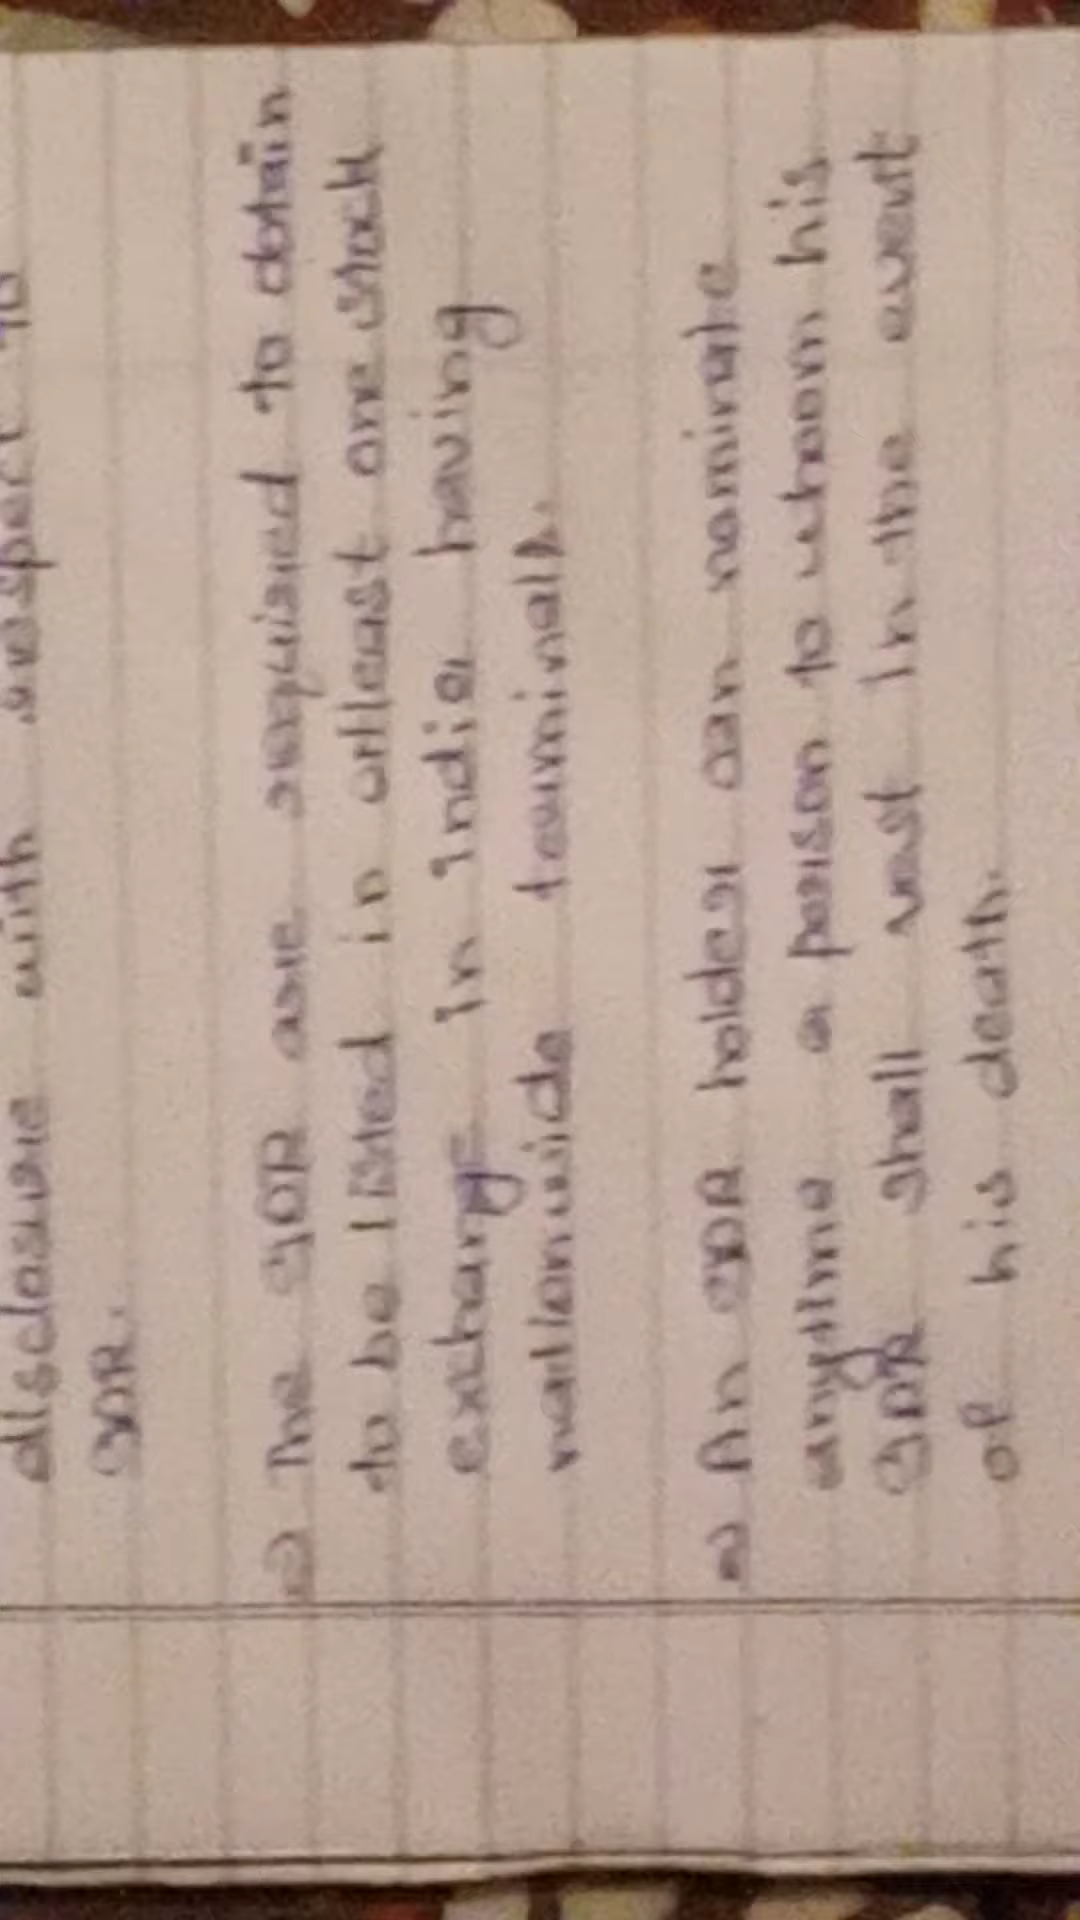 disclosure with respect to
GDR.
c) The GDR are required to obtain
to be listed in atleast one stock
exchange in India having
nationwide terminals.
a) An GDR holder can nominate
anytime a person to whom his
GDR shall vest In the event
of his death.